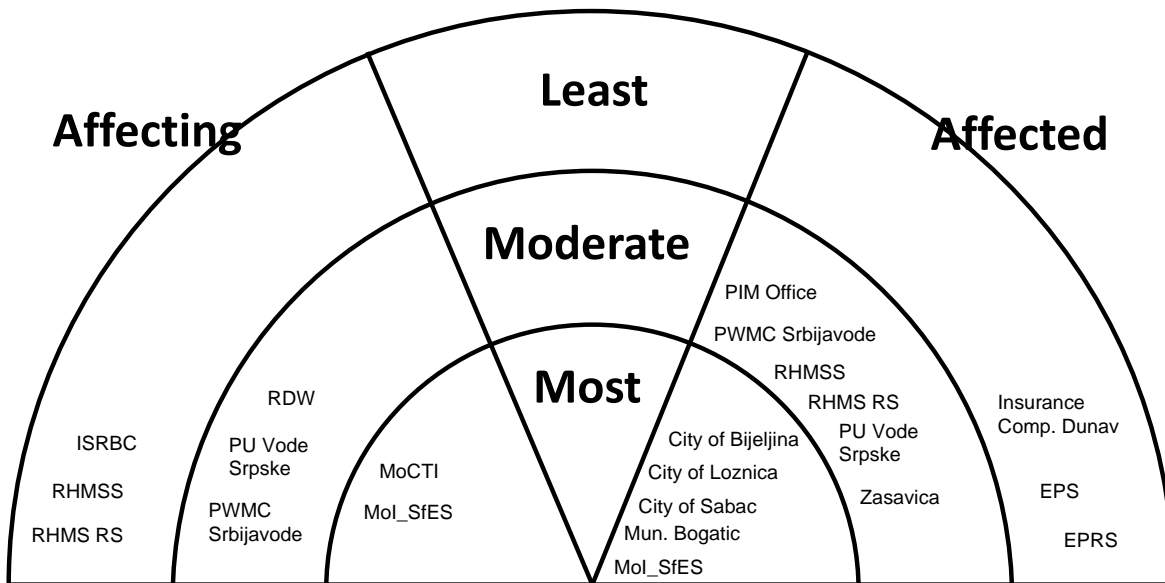 Least
Affecting
Affected
Moderate
Most
RDW
ISRBC
PU Vode
Srpske
RHMSS
PWMC
Srbijavode
RHMS RS
MoCTI
MoI_SfES
PIM Office
PWMC Srbijavode
RHMSS
RHMS RS
PU Vode
Srpske
Zasavica
City of Bijeljina
City of Loznica
City of Sabac
Mun. Bogatic
MoI_SfES
Insurance
Comp. Dunav
EPS
EPRS